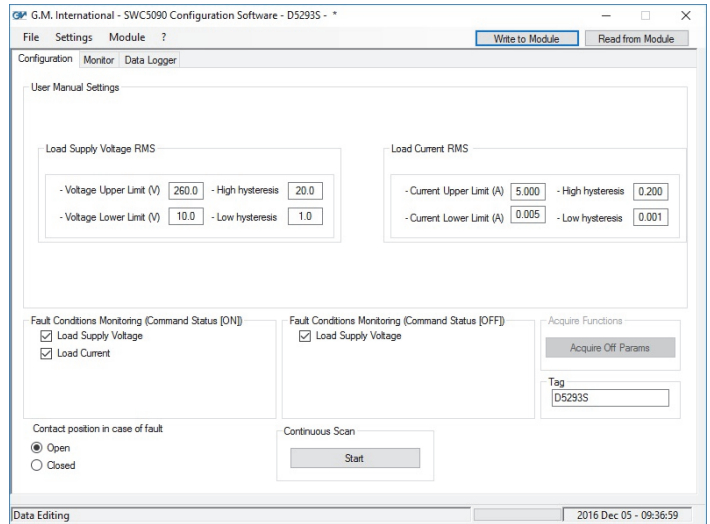 G.M. International - SWC5090 Configuration Software - D5293S - *
File Settings Module ? Write to Module Read from Module
Configuration Monitor Data Logger
User Manual Settings
Load Supply Voltage RMS
- Voltage Upper Limit (V) 260.0 - High hysteresis 20.0
- Voltage Lower Limit (V) 10.0 - Low hysteresis 1.0
Load Current RMS
- Current Upper Limit (A) 5.000 - High hysteresis 0.200
- Current Lower Limit (A) 0.005 - Low hysteresis 0.001
Fault Conditions Monitoring (Command Status [ON])
Load Supply Voltage
Load Current
Fault Conditions Monitoring (Command Status [OFF])
Load Supply Voltage
Acquire Functions
Acquire Off Params
Tag
D5293S
Contact position in case of fault
Open
Closed
Continuous Scan
Start
Data Editing 2016 Dec 05 - 09:36:59